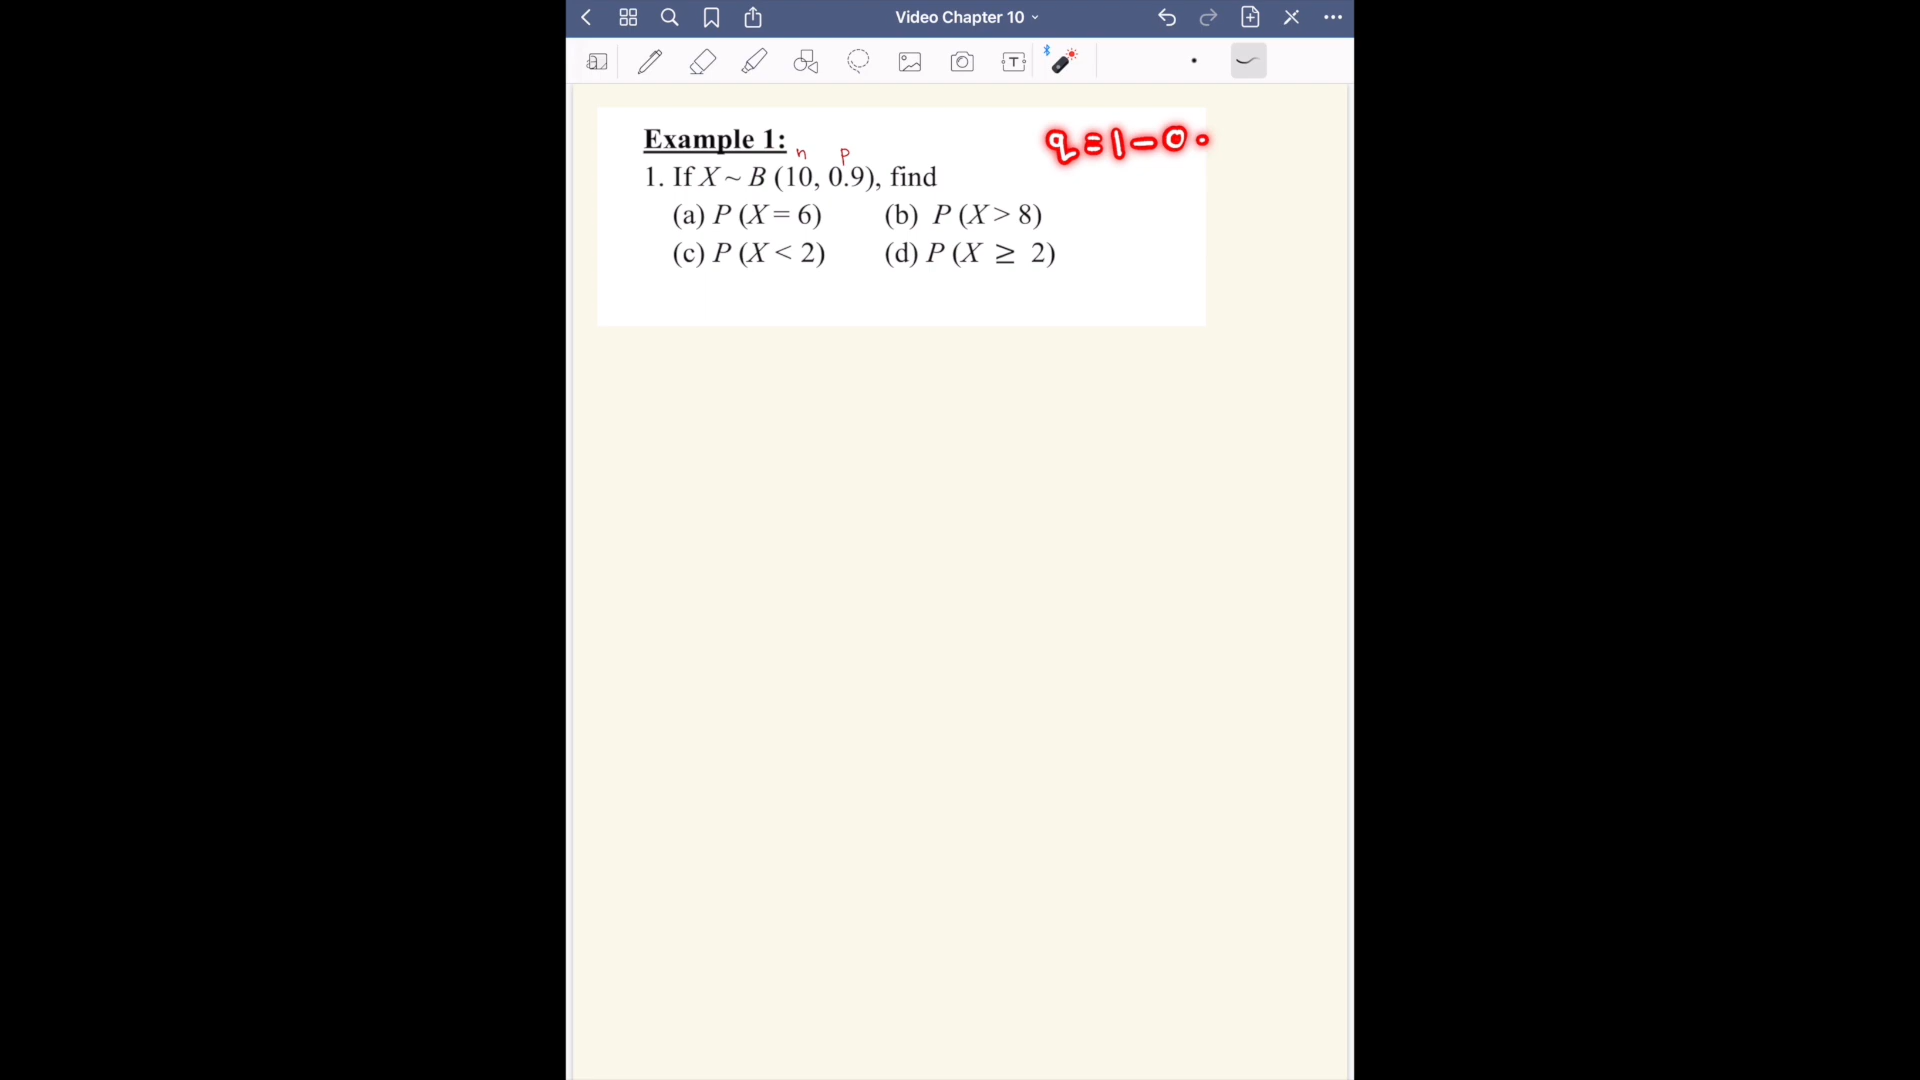 Video Chapter 10
Example 1:
q = 1 - 0.
n p
1. If X ~ B (10, 0.9), find
(a) P (X = 6) (b) P (X > 8)
(c) P (X < 2) (d) P (X ≥ 2)